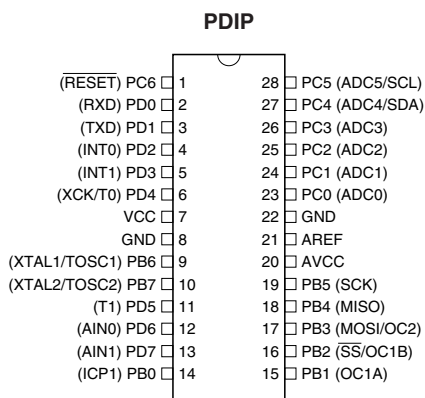 PDIP
(RESET) PC6 1 28 PC5 (ADC5/SCL)
(RXD) PD0 2 27 PC4 (ADC4/SDA)
(TXD) PD1 3 26 PC3 (ADC3)
(INT0) PD2 4 25 PC2 (ADC2)
(INT1) PD3 5 24 PC1 (ADC1)
(XCK/T0) PD4 6 23 PC0 (ADC0)
VCC 7 22 GND
GND 8 21 AREF
(XTAL1/TOSC1) PB6 9 20 AVCC
(XTAL2/TOSC2) PB7 10 19 PB5 (SCK)
(T1) PD5 11 18 PB4 (MISO)
(AIN0) PD6 12 17 PB3 (MOSI/OC2)
(AIN1) PD7 13 16 PB2 (SS/OC1B)
(ICP1) PB0 14 15 PB1 (OC1A)